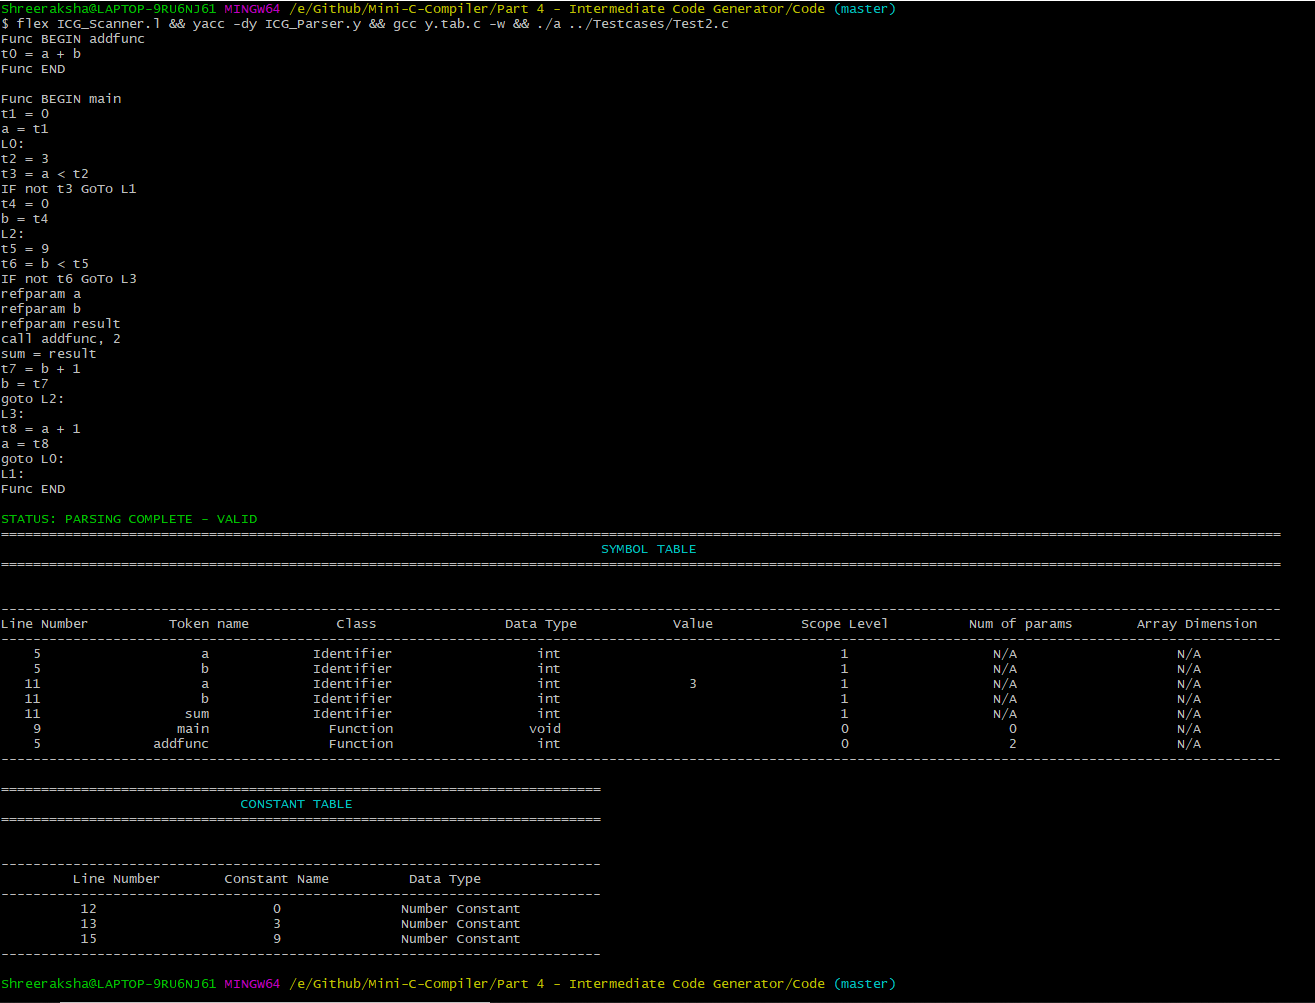 Shreeraksha@LAPTOP-9RU6NJ61 MINGW64 /e/Github/Mini-C-Compiler/Part 4 - Intermediate Code Generator/Code (master)
$ flex ICG_Scanner.l && yacc -dy ICG_Parser.y && gcc y.tab.c -w && ./a ../Testcases/Test2.c
Func BEGIN addfunc
t0 = a + b
Func END
Func BEGIN main
t1 = 0
a = t1
L0:
t2 = 3
t3 = a < t2
IF not t3 GoTo L1
t4 = 0
b = t4
L2:
t5 = 9
t6 = b < t5
IF not t6 GoTo L3
refparam a
refparam b
refparam result
call addfunc, 2
sum = result
t7 = b + 1
b = t7
goto L2:
L3:
t8 = a + 1
a = t8
goto L0:
L1:
Func END
STATUS: PARSING COMPLETE - VALID
SYMBOL TABLE
Line Number Token name Class Data Type Value Scope Level Num of params Array Dimension
5 a Identifier int 1 N/A N/A
5 b Identifier int 1 N/A N/A
11 a Identifier int 3 1 N/A N/A
11 b Identifier int 1 N/A N/A
11 sum Identifier int 1 N/A N/A
9 main Function void 0 0 N/A
5 addfunc Function int 0 2 N/A
CONSTANT TABLE
Line Number Constant Name Data Type
12 0 Number Constant
13 3 Number Constant
15 9 Number Constant
Shreeraksha@LAPTOP-9RU6NJ61 MINGW64 /e/Github/Mini-C-Compiler/Part 4 - Intermediate Code Generator/Code (master)